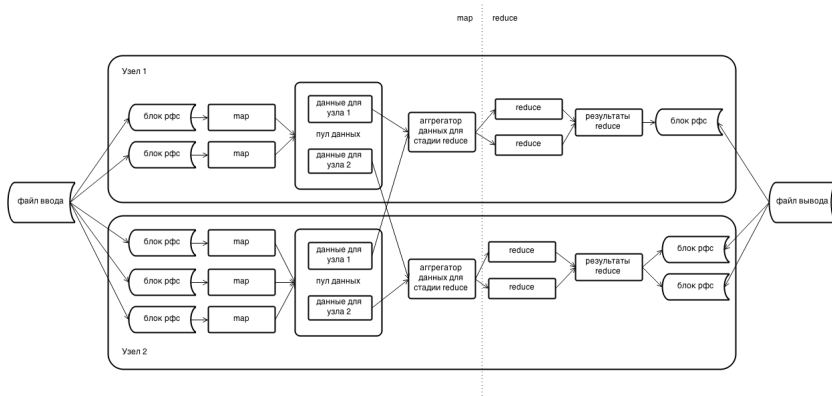 map
reduce
Узел 1
блок рфс
map
блок рфс
map
данные для
узла 1
пул данных
данные для
узла 2
аггрегатор
данных для
стадии reduce
reduce
reduce
результаты
reduce
блок рфс
файл ввода
файл вывода
блок рфс
map
блок рфс
map
блок рфс
map
данные для
узла 1
пул данных
данные для
узла 2
аггрегатор
данных для
стадии reduce
reduce
reduce
результаты
reduce
блок рфс
блок рфс
Узел 2